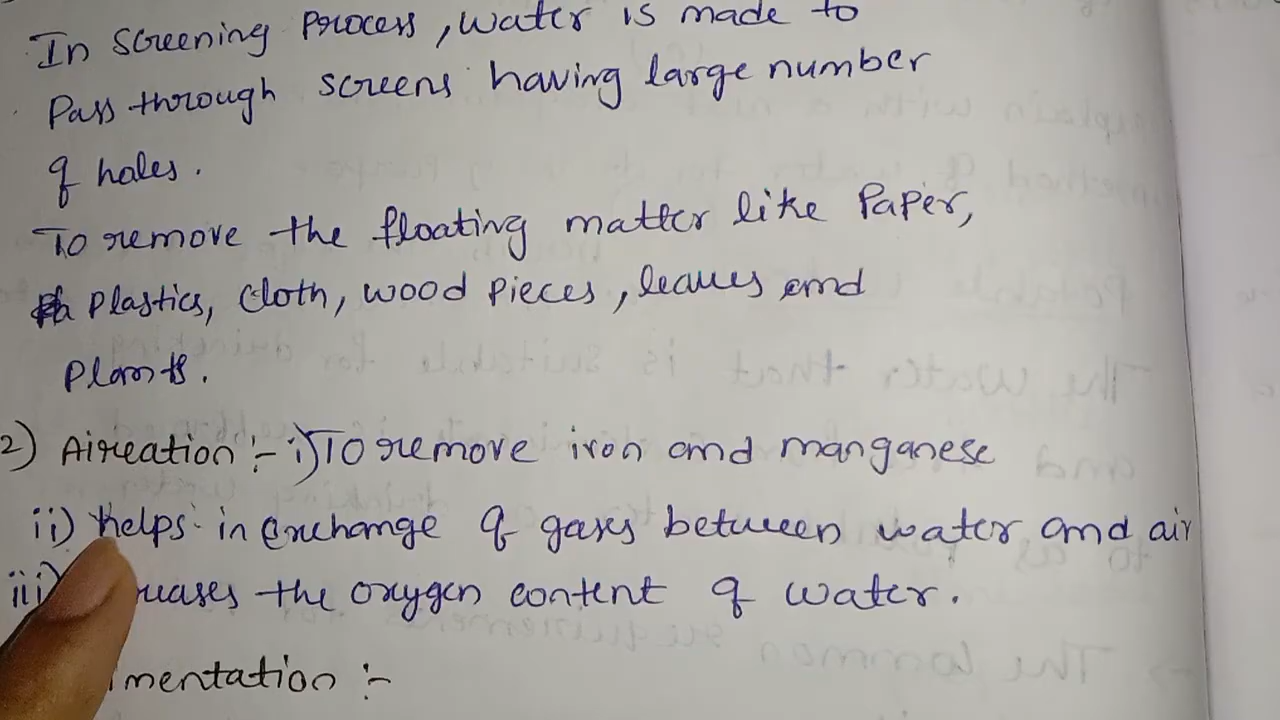 In Screening Process, water is made to
Pass through screens having large number
of holes.
To remove the floating matter like Paper,
Plastics, Cloth, wood pieces, leaves and
Plants.
2) Aireation :- i) To remove iron and manganese
ii) helps in exchange of gases between water and air
iii) the oxygen content of water.
mentation :-